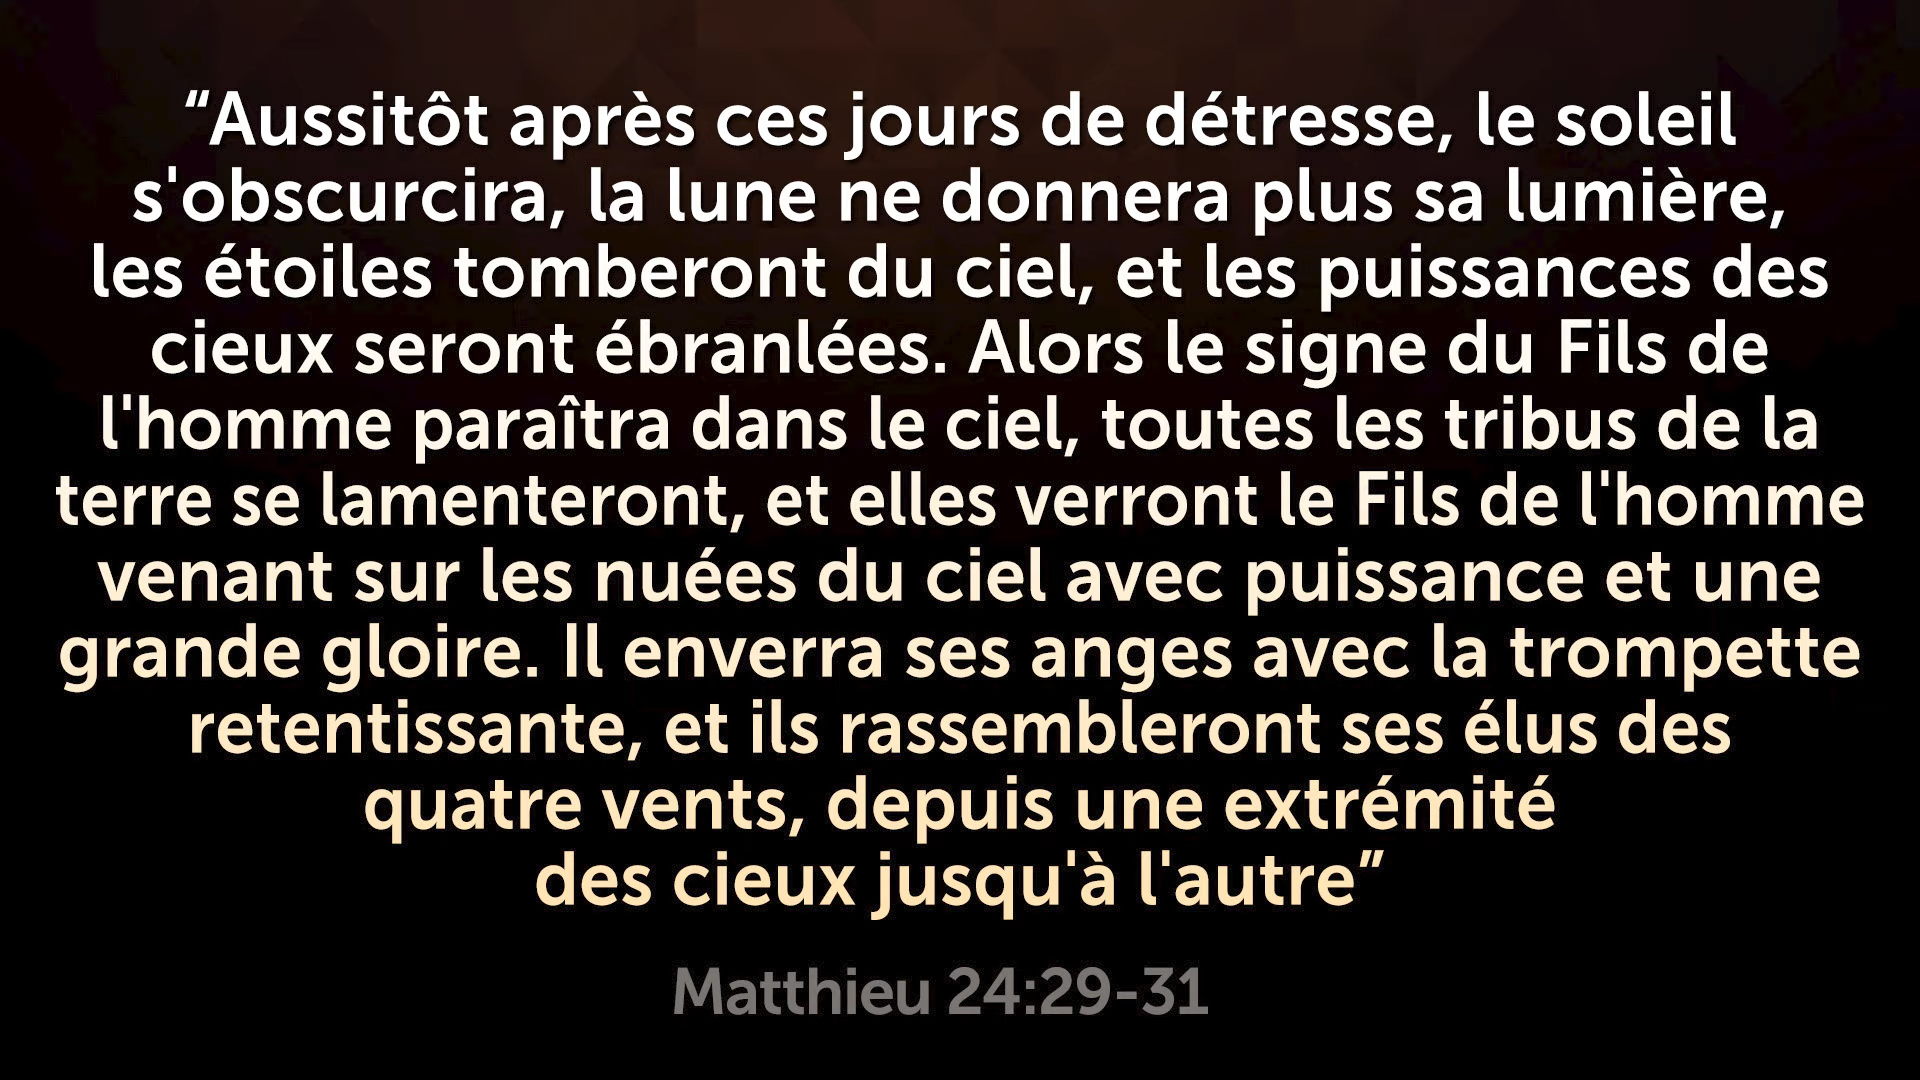 “Aussitôt après ces jours de détresse, le soleil
s'obscurcira, la lune ne donnera plus sa lumière,
les étoiles tomberont du ciel, et les puissances des
cieux seront ébranlées. Alors le signe du Fils de
l'homme paraîtra dans le ciel, toutes les tribus de la
terre se lamenteront, et elles verront le Fils de l'homme
venant sur les nuées du ciel avec puissance et une
grande gloire. Il enverra ses anges avec la trompette
retentissante, et ils rassembleront ses élus des
quatre vents, depuis une extrémité
des cieux jusqu'à l'autre”
Matthieu 24:29-31